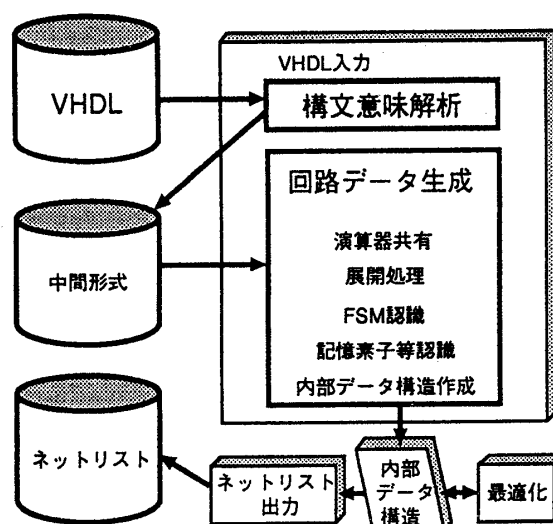 VHDL入力
VHDL
構文意味解析
回路データ生成
演算器共有
展開処理
中間形式
FSM認識
記憶素子等認識
内部データ構造作成
ネットリスト
ネットリスト
出力
内部
データ
構造
最適化